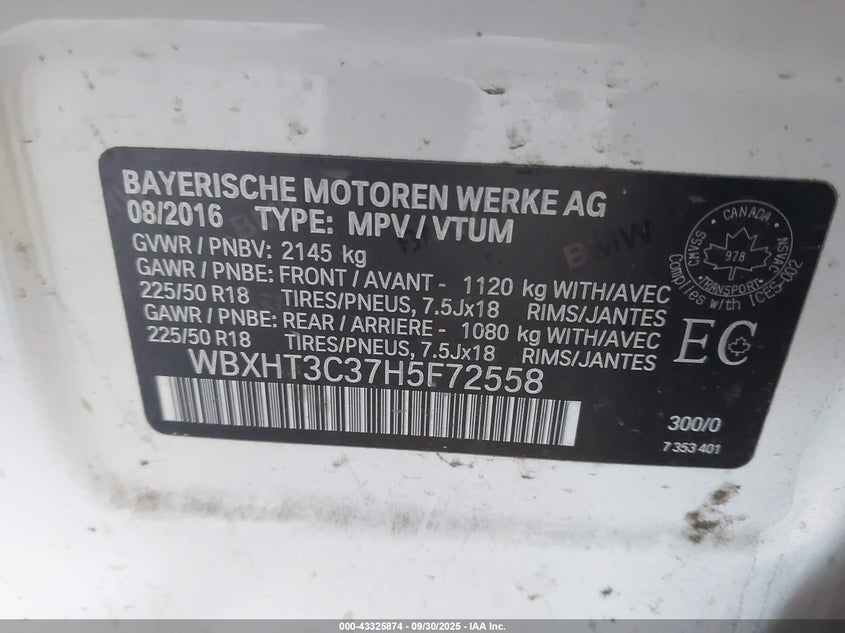 BAYERISCHE MOTOREN WERKE AG
08/2016 TYPE: MPV / VTUM
GVWR / PNBV: 2145 kg
GAWR / PNBE: FRONT / AVANT - 1120 kg WITH/AVEC
225/50 R18 TIRES/PNEUS, 7.5Jx18 RIMS/JANTES
GAWR / PNBE: REAR / ARRIERE - 1080 kg WITH/AVEC
225/50 R18 TIRES/PNEUS, 7.5Jx18 RIMS/JANTES
WBXHT3C37H5F72558
CANADA
CMVSS
NSVAC
978
TRANSPORT
Complies with ICES-002
EC
300/0
7 353 401
BMW
000-43325874 | 09/30/2025 | IAA Inc.